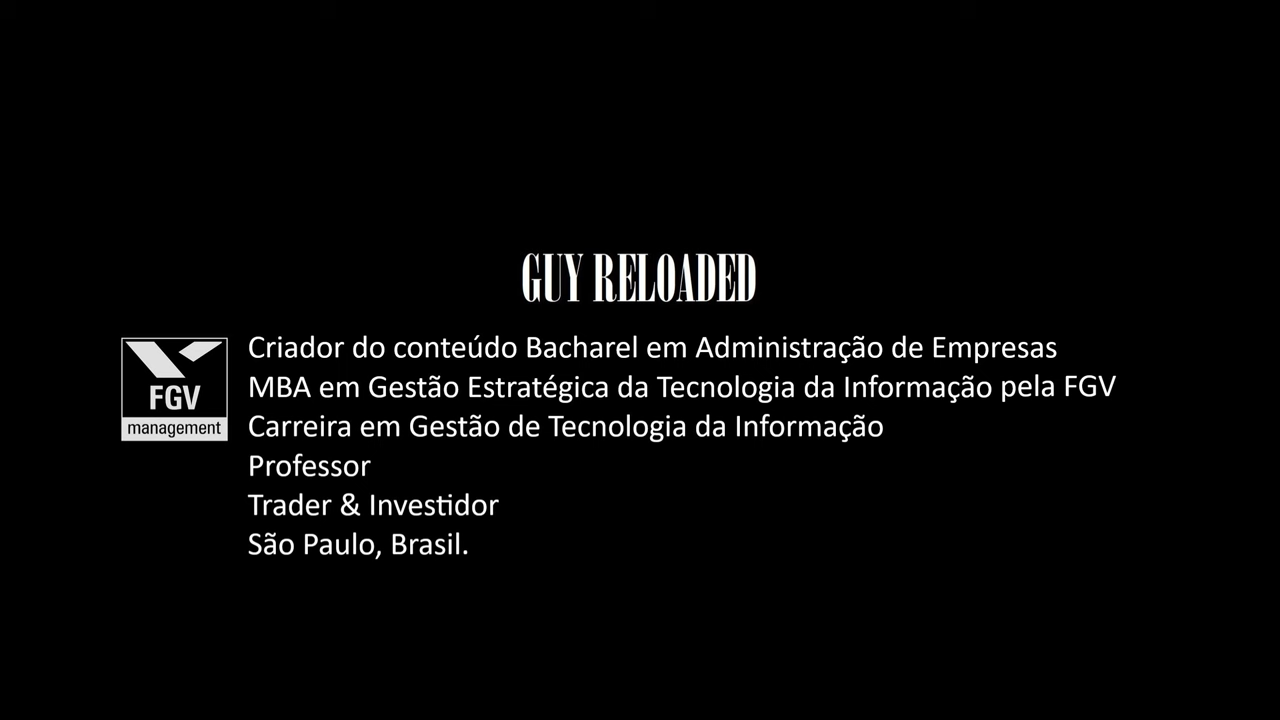 GUY RELOADED
FGV
management
Criador do conteúdo Bacharel em Administração de Empresas
MBA em Gestão Estratégica da Tecnologia da Informação pela FGV
Carreira em Gestão de Tecnologia da Informação
Professor
Trader & Investidor
São Paulo, Brasil.